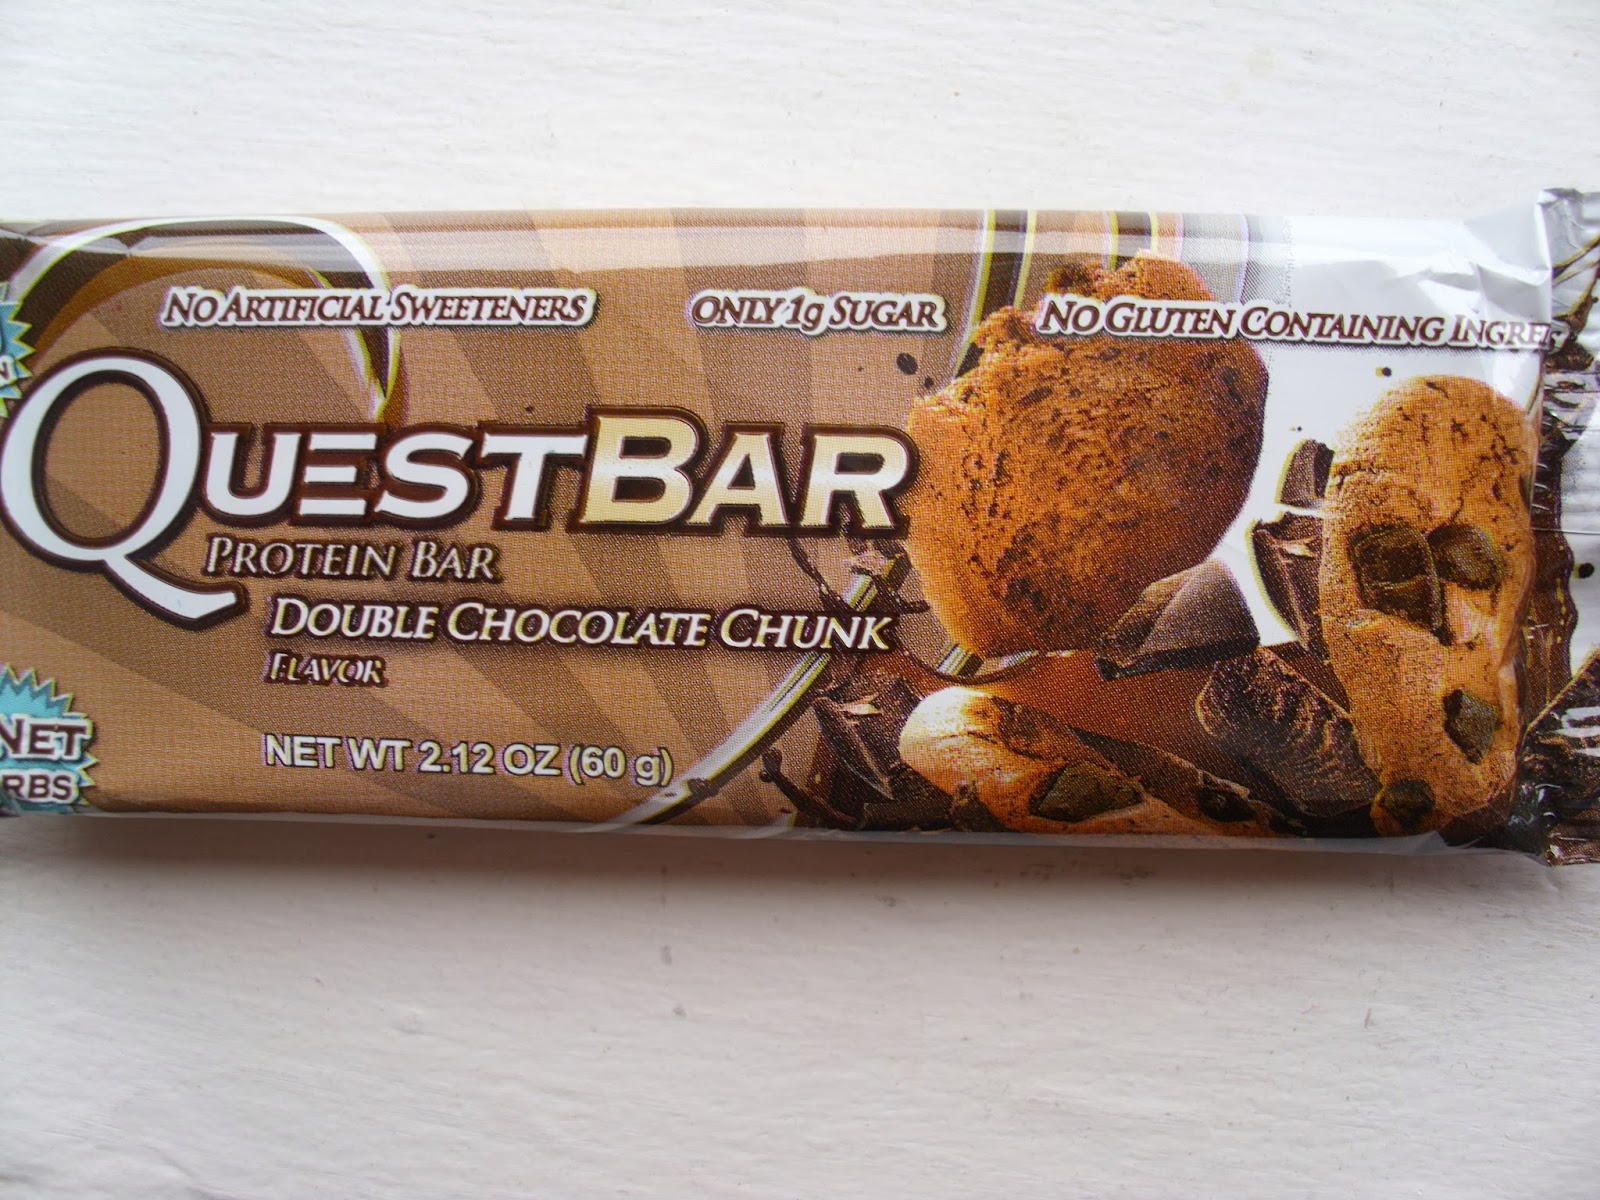 No Artificial Sweeteners
ONLY 1g Sugar
No Gluten Containing Ingre
QuestBar
Protein Bar
Double Chocolate Chunk
Flavor
NET WT 2.12 OZ (60 g)
NET
RBS